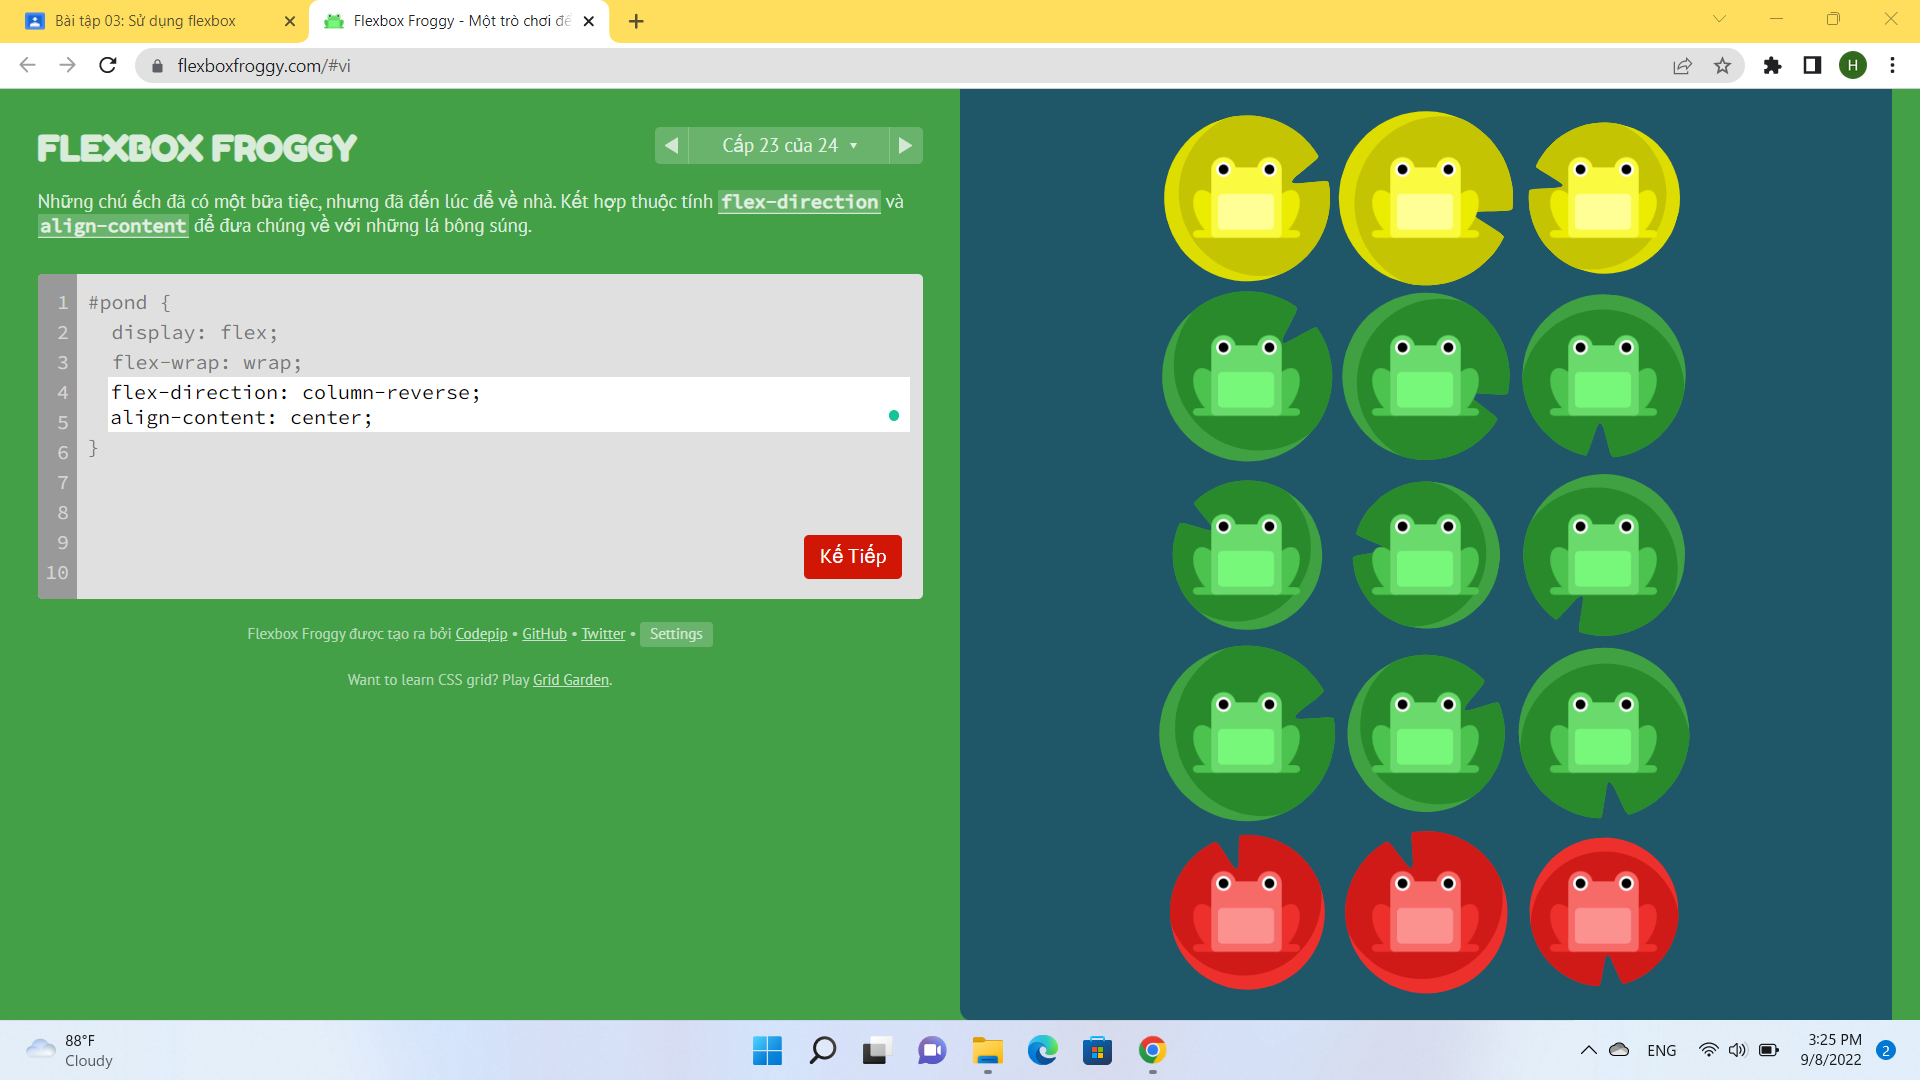 Bài tập 03: Sử dụng flexbox
Flexbox Froggy - Một trò chơi để
flexboxfroggy.com/#vi
H
FLEXBOX FROGGY
Cấp 23 của 24
Những chú ếch đã có một bữa tiệc, nhưng đã đến lúc để về nhà. Kết hợp thuộc tính flex-direction và
align-content để đưa chúng về với những lá bông súng.
1 #pond {
2 display: flex;
3 flex-wrap: wrap;
4 flex-direction: column-reverse;
5 align-content: center;
6 }
7
8
9
10
Kế Tiếp
Flexbox Froggy được tạo ra bởi Codepip • GitHub • Twitter • Settings
Want to learn CSS grid? Play Grid Garden.
88°F
Cloudy
ENG
3:25 PM
9/8/2022
2